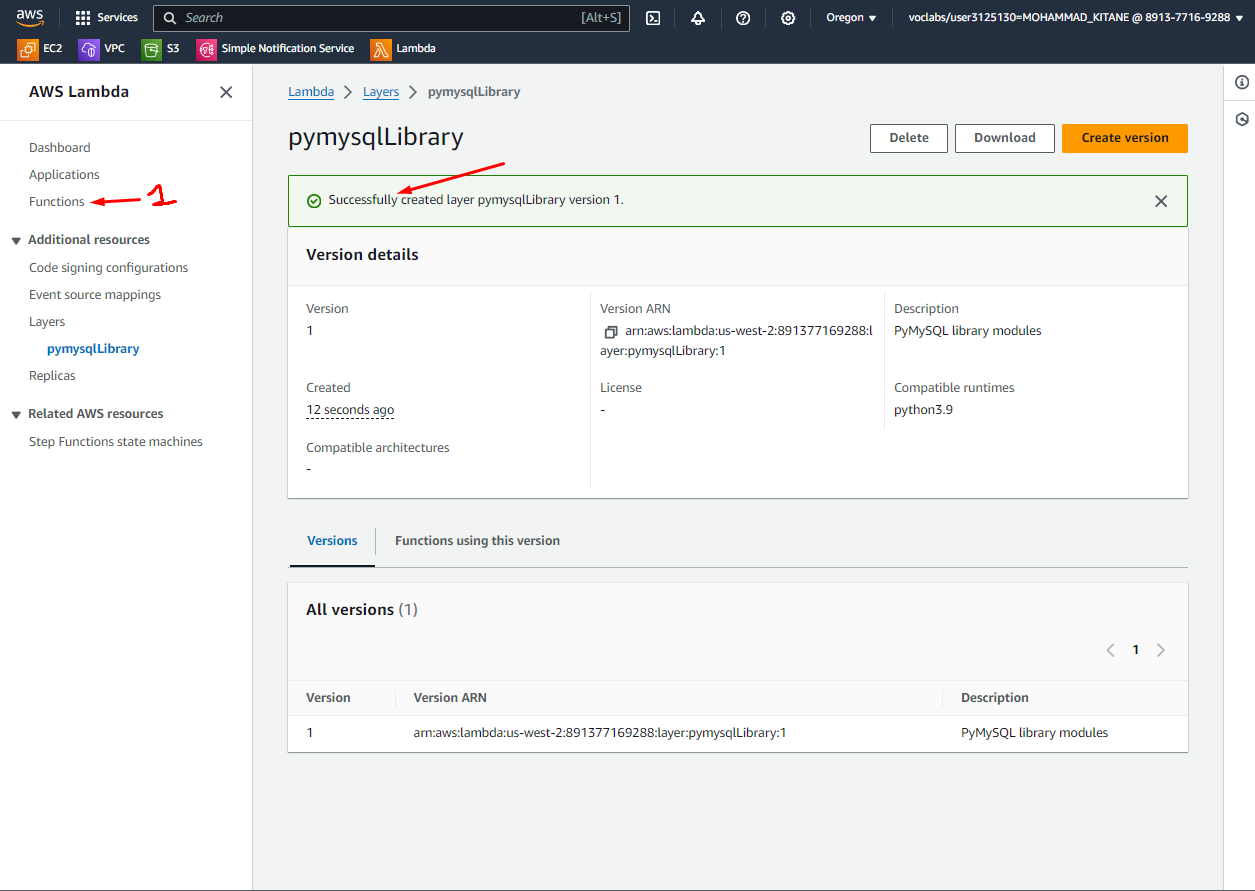 aws
Services
Search
[Alt+S]
Oregon
voclabs/user3125130=MOHAMMAD_KITANE @ 8913-7716-9288
EC2
VPC
S3
Simple Notification Service
Lambda
AWS Lambda
Dashboard
Applications
Functions
1
Additional resources
Code signing configurations
Event source mappings
Layers
pymysqlLibrary
Replicas
Related AWS resources
Step Functions state machines
Lambda
Layers
pymysqlLibrary
pymysqlLibrary
Delete
Download
Create version
Successfully created layer pymysqlLibrary version 1.
Version details
Version
1
Created
12 seconds ago
Compatible architectures
-
Version ARN
arn:aws:lambda:us-west-2:891377169288:l
ayer:pymysqlLibrary:1
License
-
Description
PyMySQL library modules
Compatible runtimes
python3.9
Versions
Functions using this version
All versions (1)
1
Version Version ARN Description
1 arn:aws:lambda:us-west-2:891377169288:layer:pymysqlLibrary:1 PyMySQL library modules